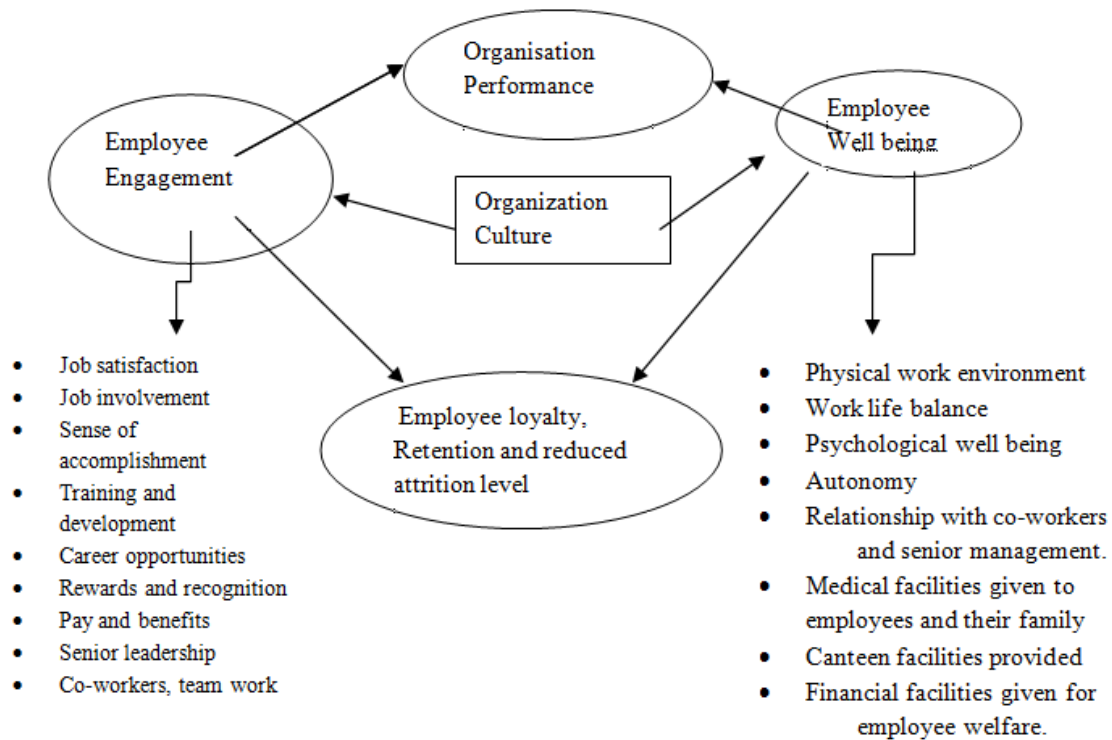 Organisation
Performance
Employee
Well being
Employee
Engagement
Organization
Culture
Employee loyalty,
Retention and reduced
attrition level
• Job satisfaction
• Job involvement
• Sense of
accomplishment
• Training and
development
• Career opportunities
• Rewards and recognition
• Pay and benefits
• Senior leadership
• Co-workers, team work
• Physical work environment
• Work life balance
• Psychological well being
• Autonomy
• Relationship with co-workers
and senior management.
• Medical facilities given to
employees and their family
• Canteen facilities provided
• Financial facilities given for
employee welfare.